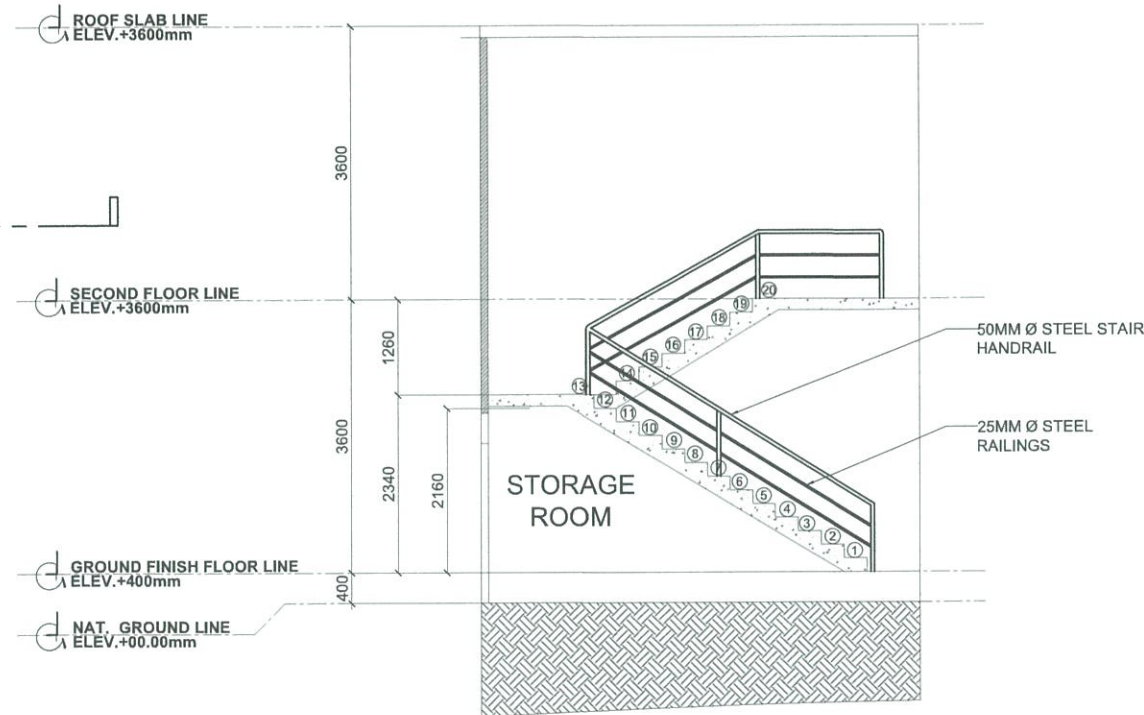 ROOF SLAB LINE
ELEV.+3600mm
3600
SECOND FLOOR LINE
ELEV.+3600mm
1260
3600
2340
2160
20
19
18
17
16
15
14
13
12
11
10
9
8
7
6
5
4
3
2
1
50MM Ø STEEL STAIR
HANDRAIL
25MM Ø STEEL
RAILINGS
STORAGE
ROOM
GROUND FINISH FLOOR LINE
ELEV.+400mm
400
NAT. GROUND LINE
ELEV.+00.00mm